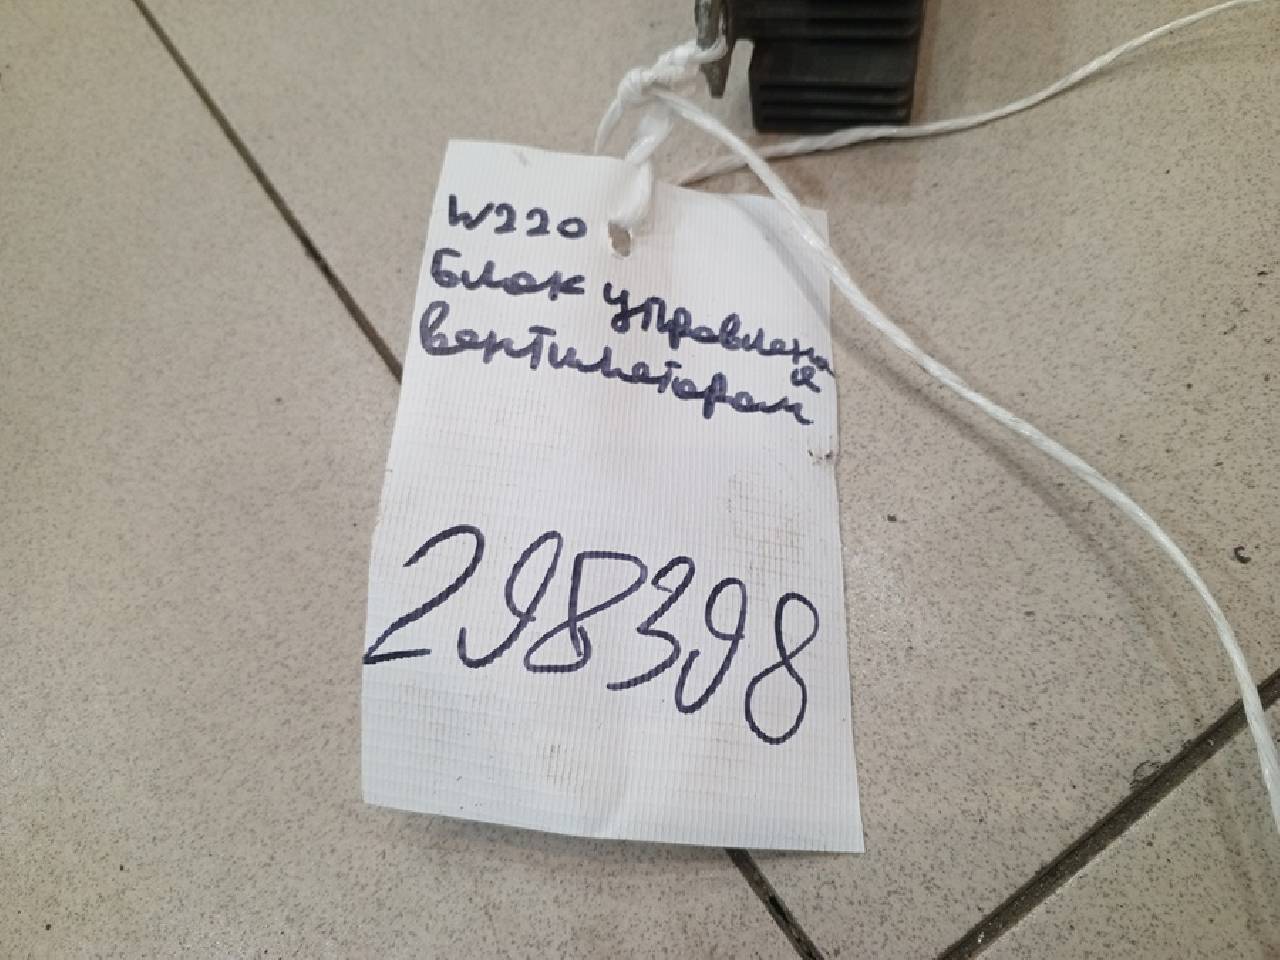 W220
Блок управления
вентилятором
298398